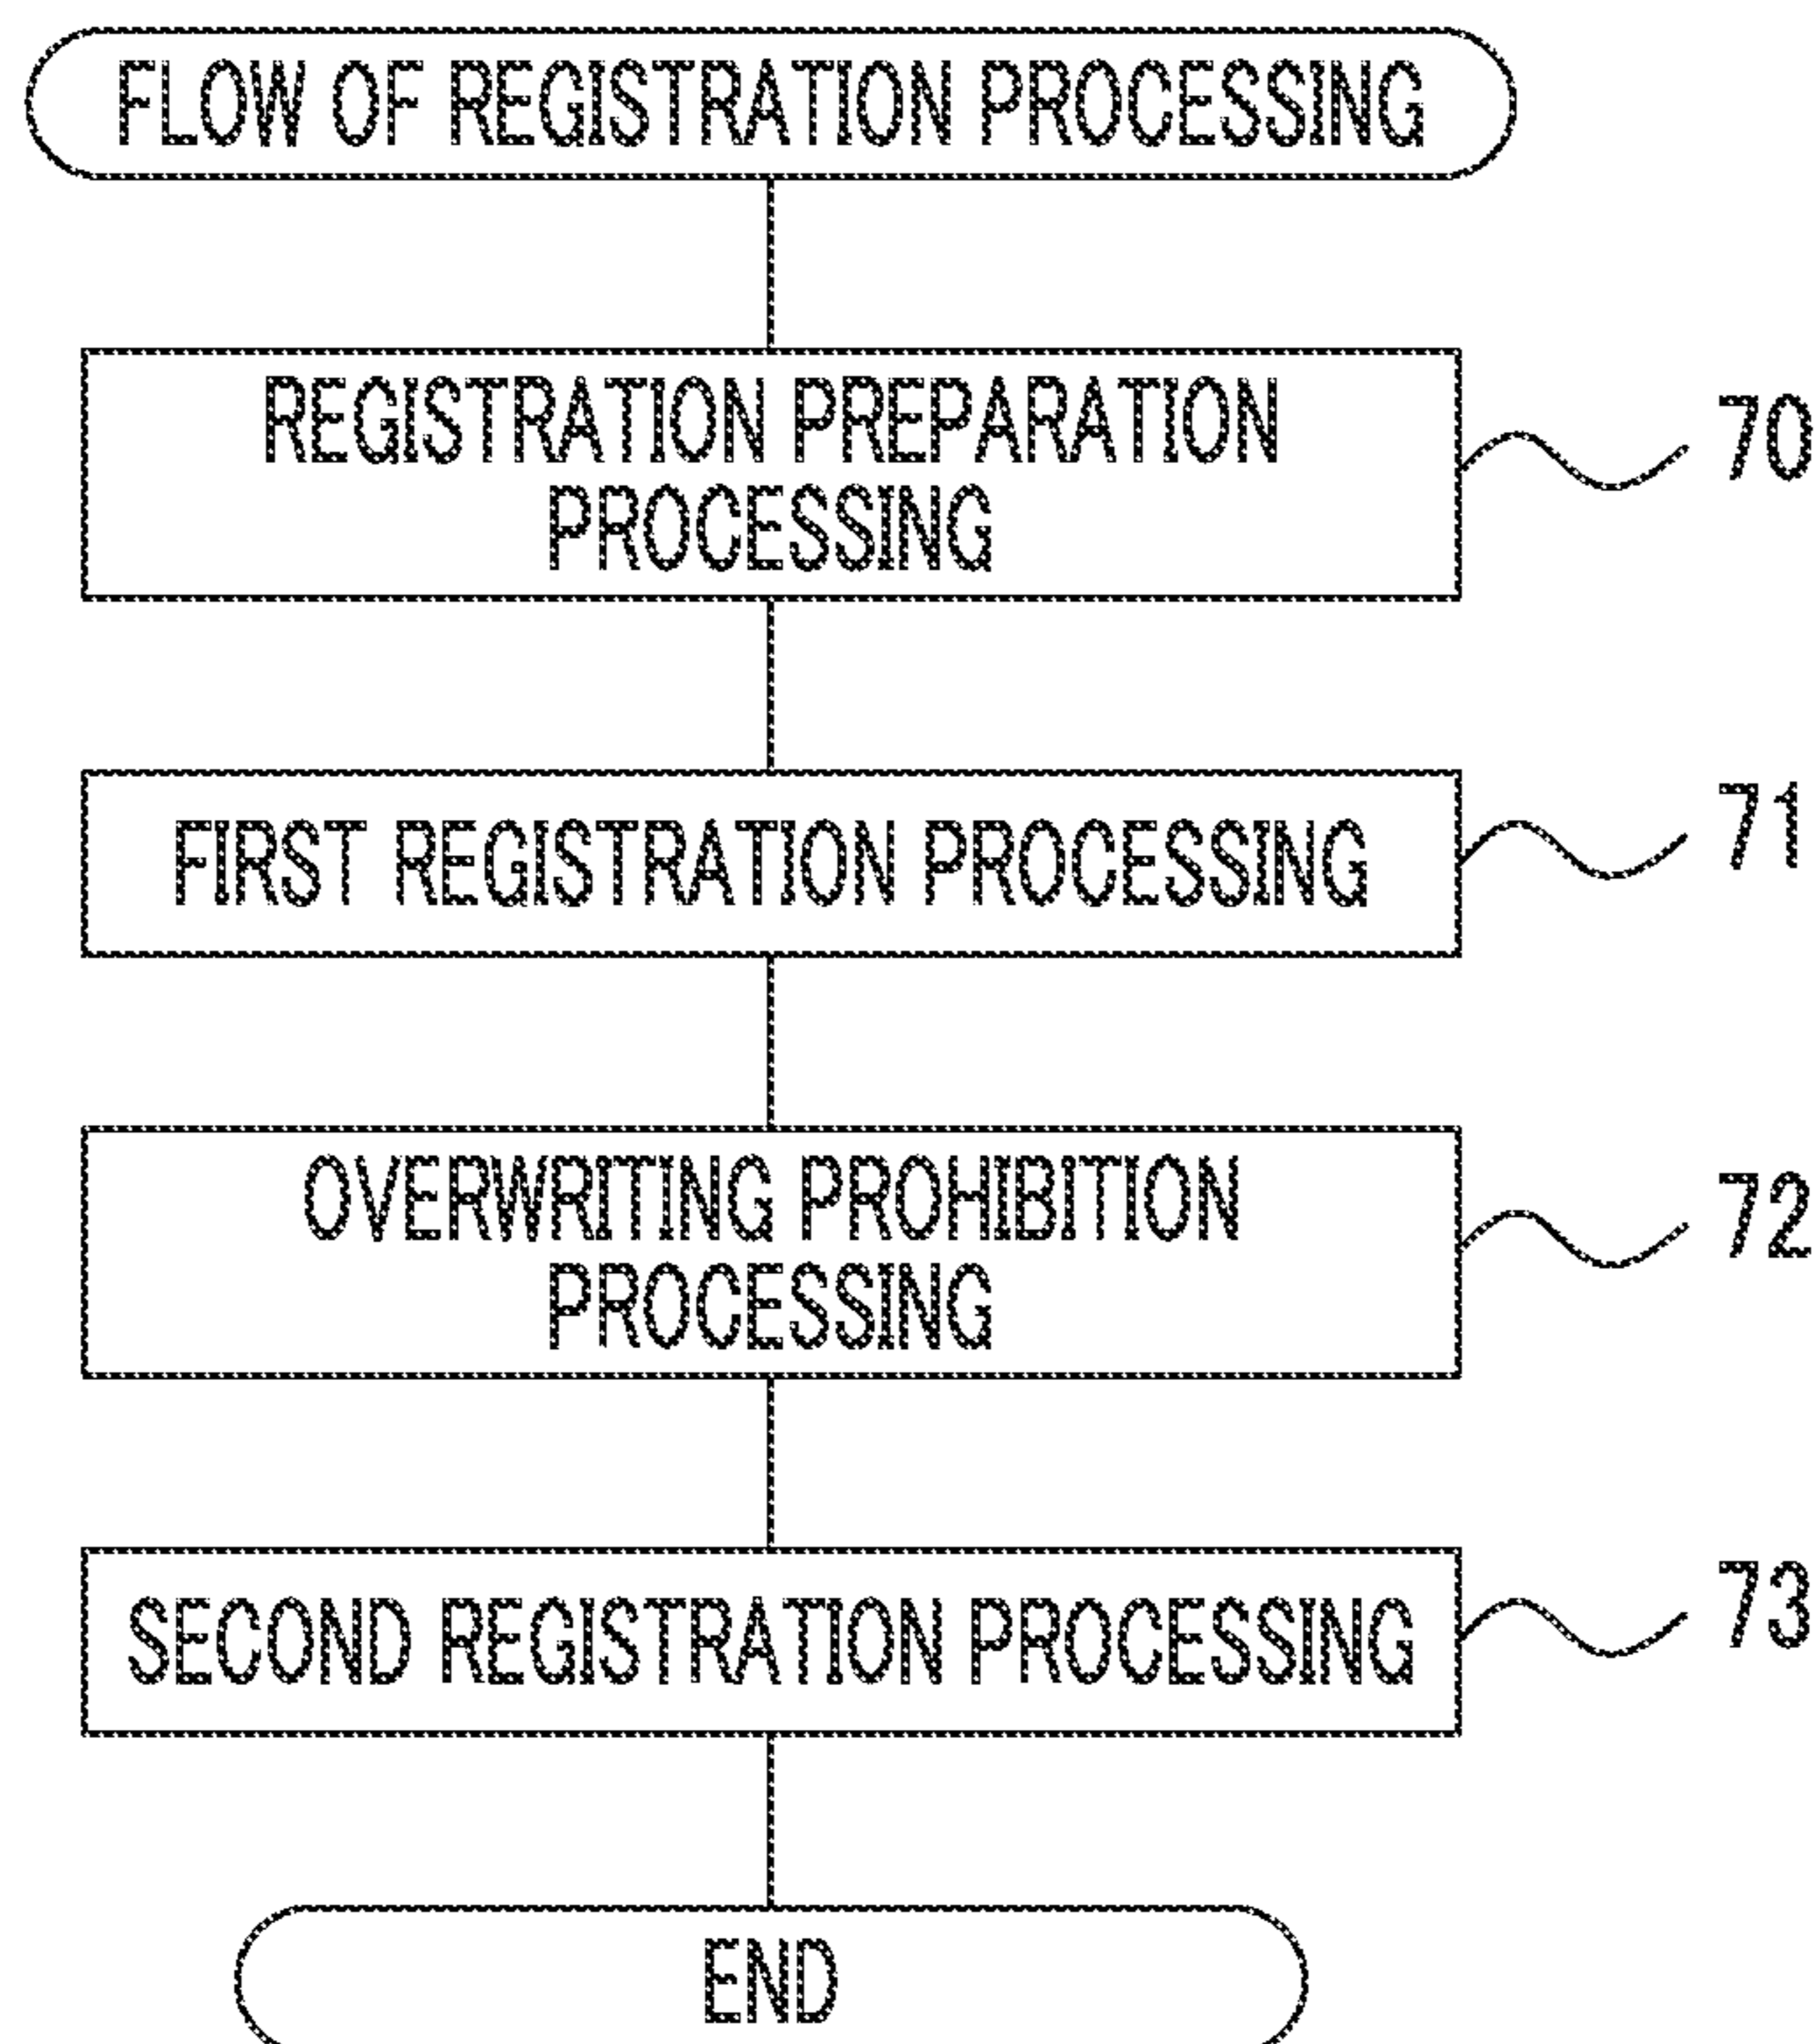 FLOW OF REGISTRATION PROCESSING
REGISTRATION PREPARATION
PROCESSING
70
FIRST REGISTRATION PROCESSING
71
OVERWRITING PROHIBITION
PROCESSING
72
SECOND REGISTRATION PROCESSING
73
END